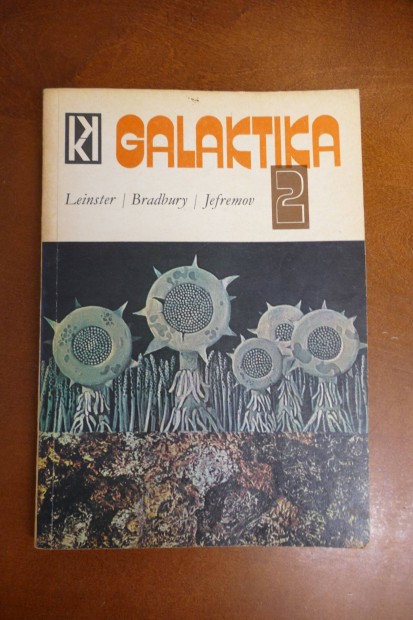 GALAKTIKA
2
Leinster / Bradbury / Jefremov